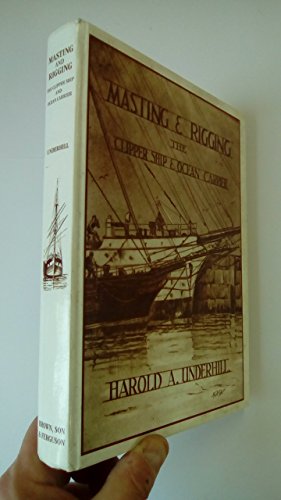 MASTING
AND
RIGGING
THE CLIPPER SHIP
AND
OCEAN CARRIER
UNDERHILL
BROWN, SON
& FERGUSON
MASTING & RIGGING
THE
CLIPPER SHIP & OCEAN CARRIER
HAROLD A. UNDERHILL